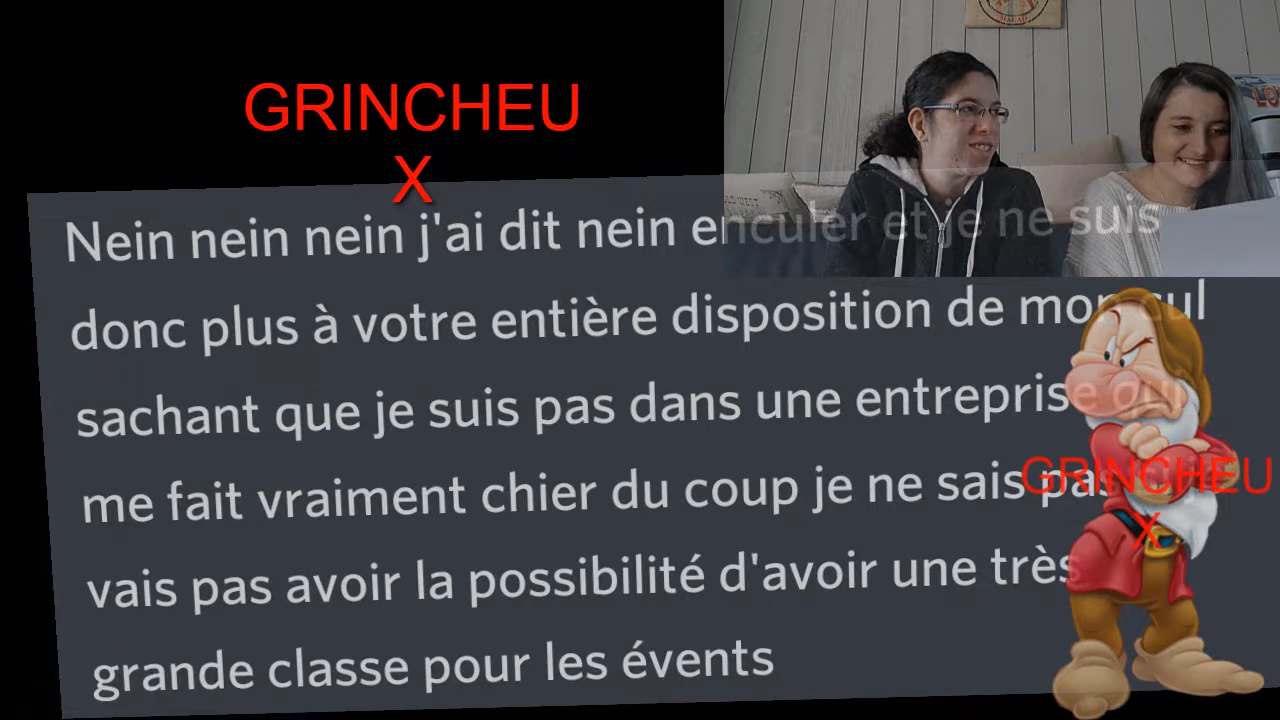 GRINCHEU
X
Nein nein nein j'ai dit nein enculer et je ne suis
donc plus à votre entière disposition de mon cul
sachant que je suis pas dans une entreprise qui
me fait vraiment chier du coup je ne sais pas
vais pas avoir la possibilité d'avoir une très
grande classe pour les évents
GRINCHEU
X